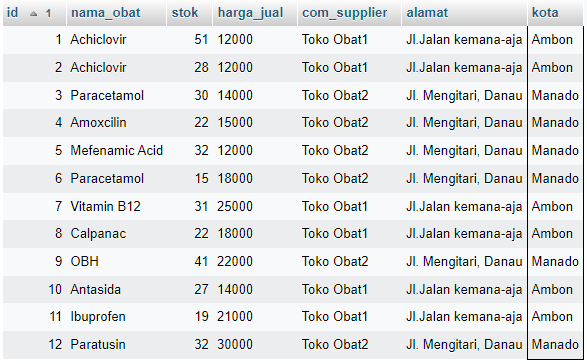 id 1 nama_obat stok harga_jual com_supplier alamat kota
1 Achiclovir 51 12000 Toko Obat1 Jl.Jalan kemana-aja Ambon
2 Achiclovir 28 12000 Toko Obat1 Jl.Jalan kemana-aja Ambon
3 Paracetamol 30 14000 Toko Obat2 Jl. Mengitari, Danau Manado
4 Amoxcilin 22 15000 Toko Obat2 Jl. Mengitari, Danau Manado
5 Mefenamic Acid 32 12000 Toko Obat2 Jl. Mengitari, Danau Manado
6 Paracetamol 15 18000 Toko Obat2 Jl. Mengitari, Danau Manado
7 Vitamin B12 31 25000 Toko Obat1 Jl.Jalan kemana-aja Ambon
8 Calpanac 22 18000 Toko Obat1 Jl.Jalan kemana-aja Ambon
9 OBH 41 22000 Toko Obat2 Jl. Mengitari, Danau Manado
10 Antasida 27 14000 Toko Obat1 Jl.Jalan kemana-aja Ambon
11 Ibuprofen 19 21000 Toko Obat1 Jl.Jalan kemana-aja Ambon
12 Paratusin 32 30000 Toko Obat2 Jl. Mengitari, Danau Manado